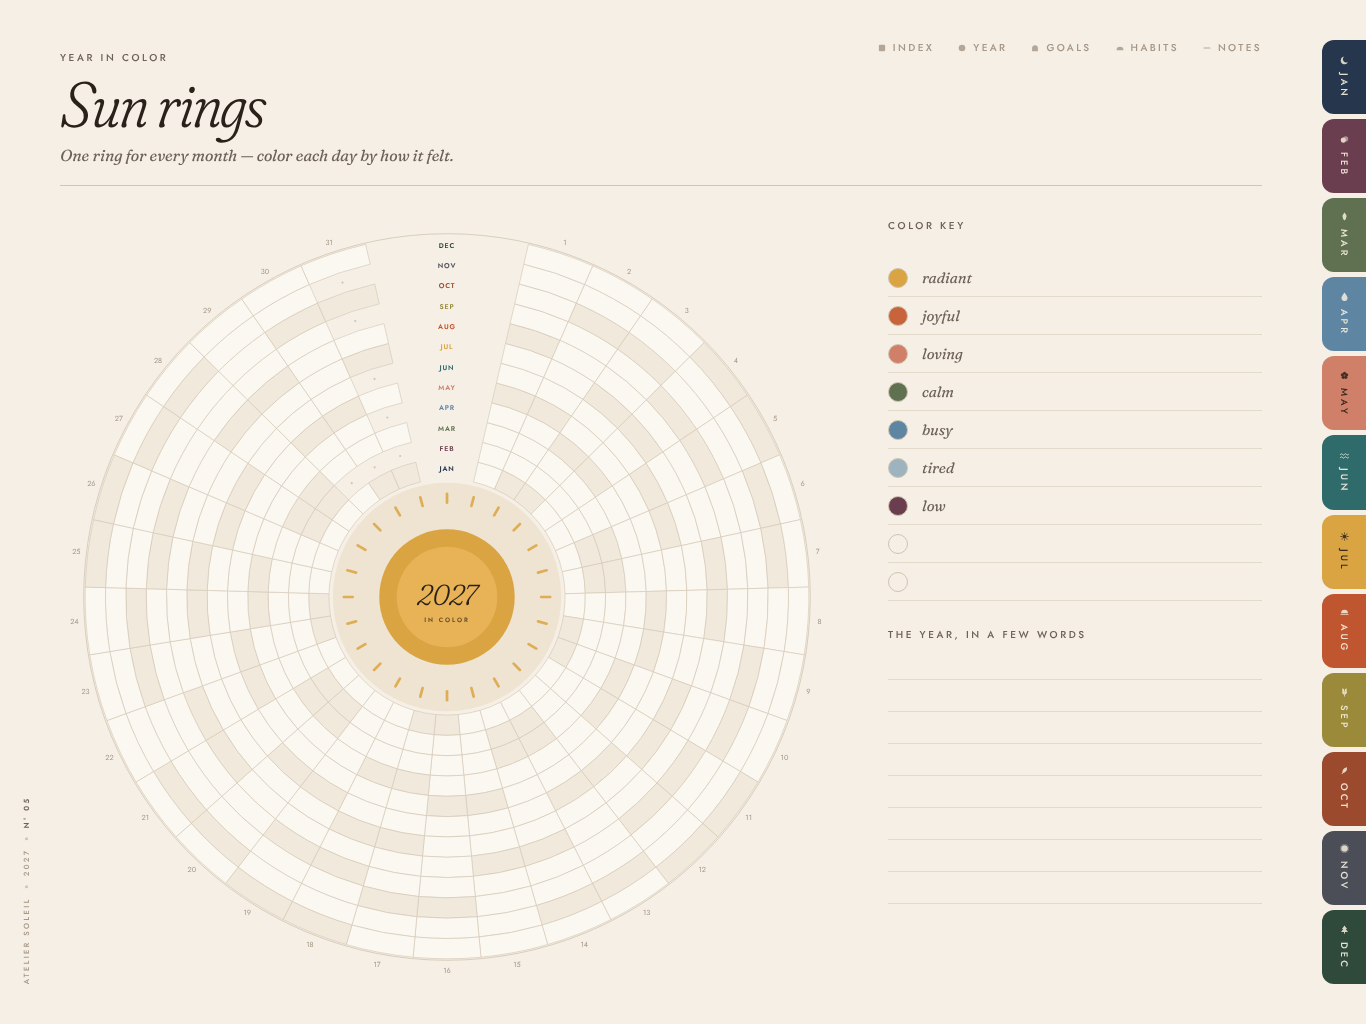 YEAR IN COLOR
INDEX
YEAR
GOALS
HABITS
NOTES
Sun rings
One ring for every month — color each day by how it felt.
DEC
NOV
OCT
SEP
AUG
JUL
JUN
MAY
APR
MAR
FEB
JAN
1
2
3
4
5
6
7
8
9
10
11
12
13
14
15
16
17
18
19
20
21
22
23
24
25
26
27
28
29
30
31
2027
IN COLOR
COLOR KEY
radiant
joyful
loving
calm
busy
tired
low
THE YEAR, IN A FEW WORDS
JAN
FEB
MAR
APR
MAY
JUN
JUL
AUG
SEP
OCT
NOV
DEC
ATELIER SOLEIL • 2027 • N° 05